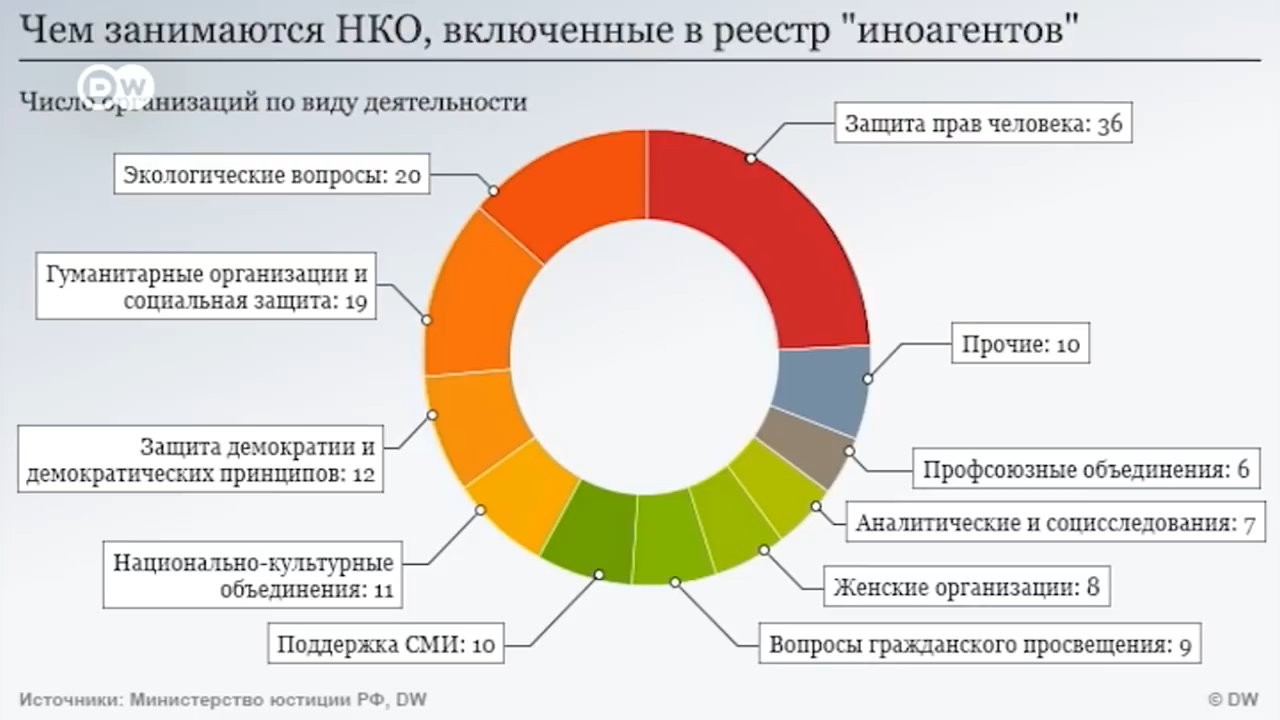 Чем занимаются НКО, включенные в реестр "иноагентов"
DW
Число организаций по виду деятельности
Защита прав человека: 36
Экологические вопросы: 20
Гуманитарные организации и
социальная защита: 19
Прочие: 10
Защита демократии и
демократических принципов: 12
Профсоюзные объединения: 6
Аналитические и социсследования: 7
Национально-культурные
объединения: 11
Женские организации: 8
Поддержка СМИ: 10
Вопросы гражданского просвещения: 9
Источники: Министерство юстиции РФ, DW
© DW